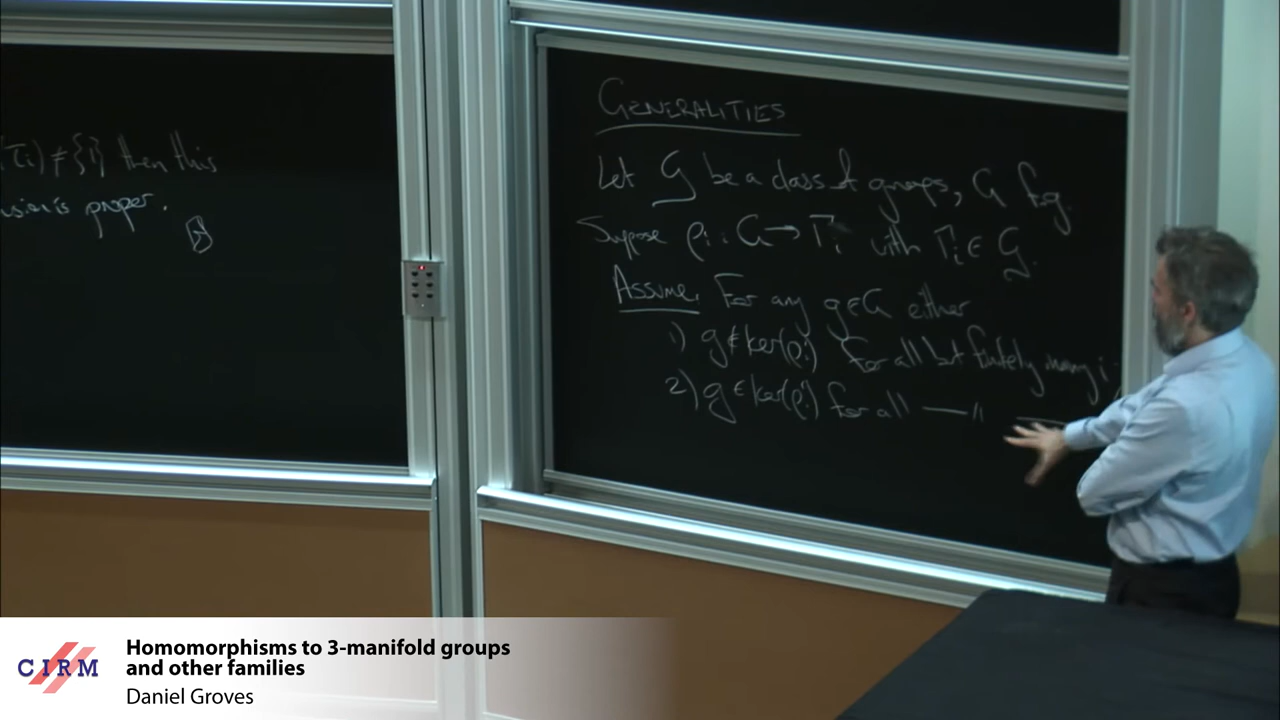 τi) ≠ {1} then this
usion is proper.
GENERALITIES
Let G be a class of groups, G f.g.
Suppose ρi : G → Γi with Γi ∈ G.
Assume. For any g ∈ G either
1) g ∉ ker(ρi) for all but finitely many i
2) g ∈ ker(ρi) for all —〃—
CIRM
Homomorphisms to 3-manifold groups
and other families
Daniel Groves